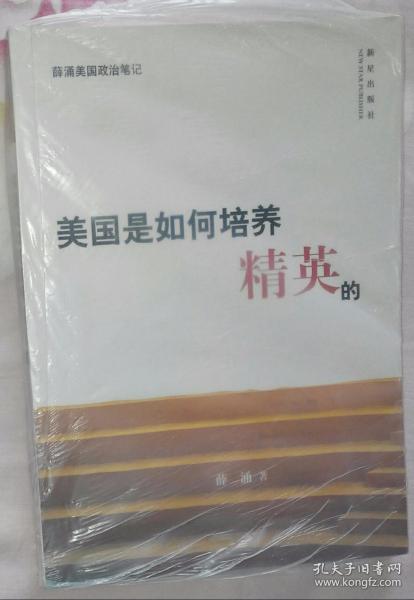 薛涌美国政治笔记
新星出版社
NEW STAR PUBLISHER
美国是如何培养
精英的
薛涌 著
孔夫子旧书网
www.kongfz.com